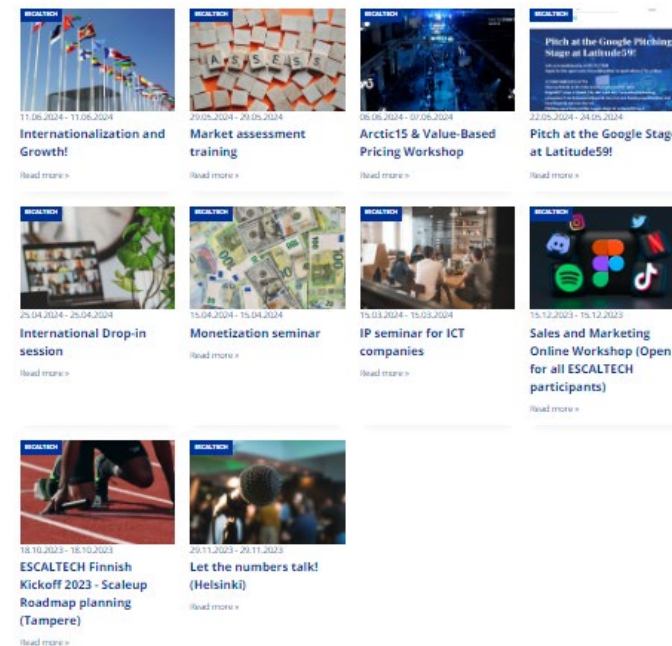 ESCALTECH
ESCALTECH
ESCALTECH
ESCALTECH
ASSESS
Pitch at the Google Pitching
Stage at Latitude59!
11.06.2024 - 11.06.2024
29.05.2024 - 29.05.2024
06.06.2024 - 07.06.2024
22.05.2024 - 24.05.2024
Internationalization and
Growth!
Read more »
Market assessment
training
Read more »
Arctic15 & Value-Based
Pricing Workshop
Read more »
Pitch at the Google Stage
at Latitude59!
Read more »
ESCALTECH
ESCALTECH
ESCALTECH
ESCALTECH
25.04.2024 - 25.04.2024
International Drop-in
session
Read more »
15.04.2024 - 15.04.2024
Monetization seminar
Read more »
15.03.2024 - 15.03.2024
IP seminar for ICT
companies
Read more »
15.12.2023 - 15.12.2023
Sales and Marketing
Online Workshop (Open
for all ESCALTECH
participants)
Read more »
ESCALTECH
ESCALTECH
18.10.2023 - 18.10.2023
ESCALTECH Finnish
Kickoff 2023 - Scaleup
Roadmap planning
(Tampere)
Read more »
29.11.2023 - 29.11.2023
Let the numbers talk!
(Helsinki)
Read more »